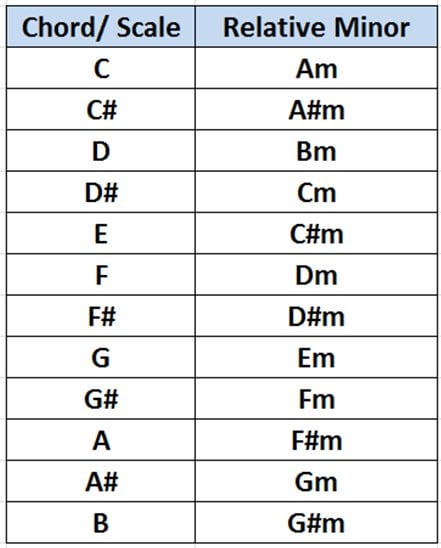 Chord/ Scale Relative Minor
C Am
C# A#m
D Bm
D# Cm
E C#m
F Dm
F# D#m
G Em
G# Fm
A F#m
A# Gm
B G#m